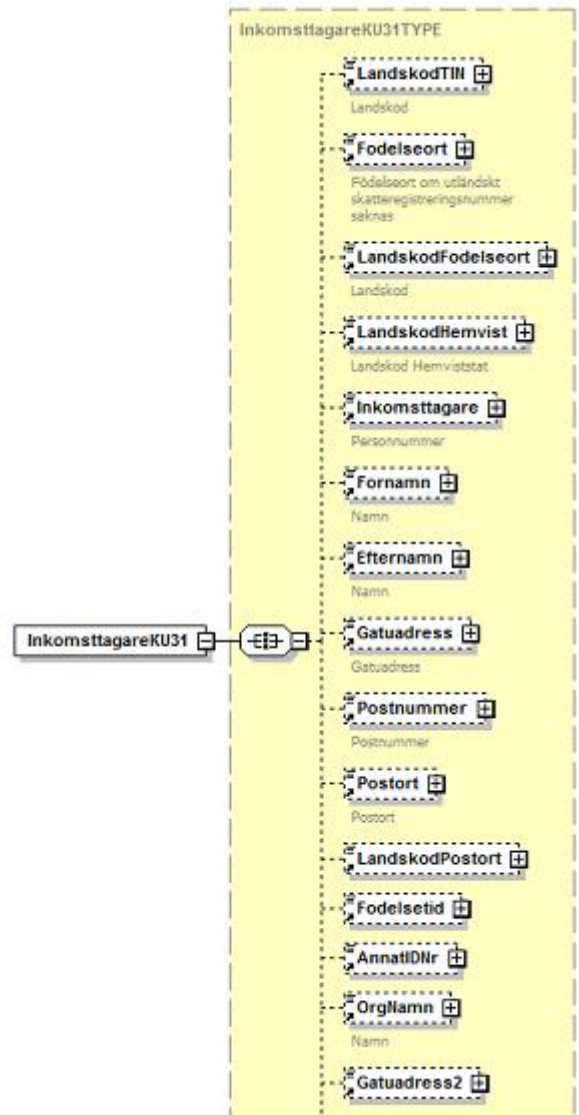 InkomsttagareKU31TYPE
LandskodTIN
Landskod
Fodelseort
Födelseort om utländskt
skatteregistreringsnummer
saknas
LandskodFodelseort
Landskod
LandskodHemvist
Landskod Hemviststat
Inkomsttagare
Personnummer
Fornamn
Namn
Efternamn
Namn
InkomsttagareKU31
Gatuadress
Gatuadress
Postnummer
Postnummer
Postort
Postort
LandskodPostort
Fodelsetid
AnnatIDNr
OrgNamn
Namn
Gatuadress2